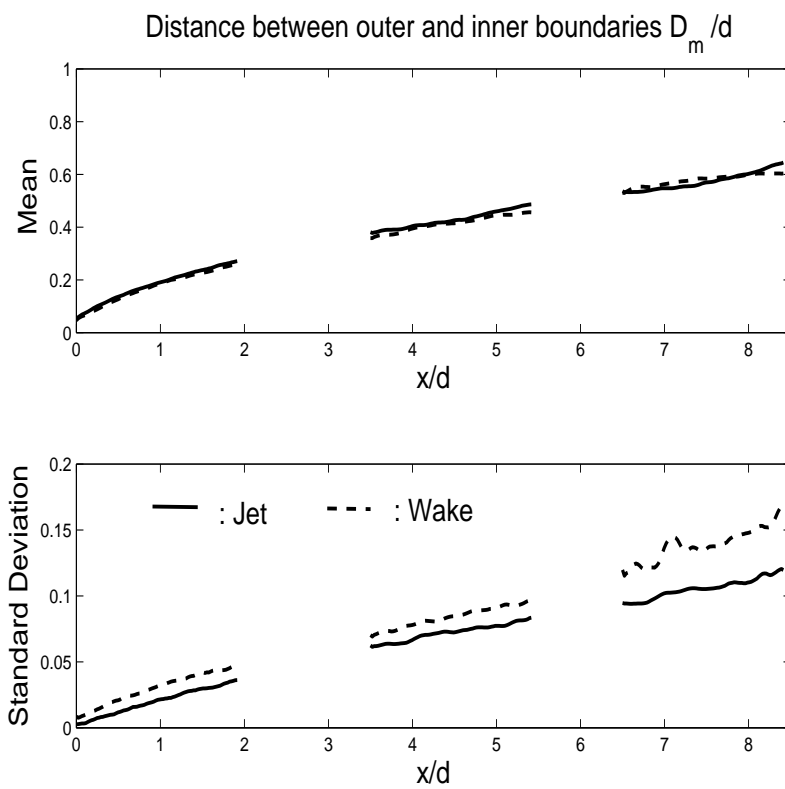 Distance between outer and inner boundaries D_m /d
1
0.8
0.6
0.4
0.2
0
Mean
0 1 2 3 4 5 6 7 8
x/d
0.2
0.15
0.1
0.05
0
Standard Deviation
: Jet : Wake
0 1 2 3 4 5 6 7 8
x/d